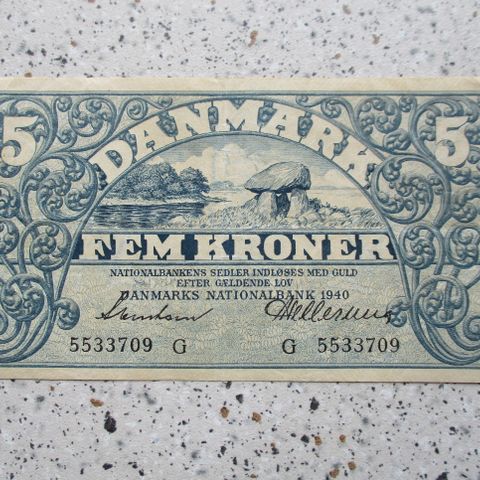 5 DANMARK 5
FEM KRONER
NATIONALBANKENS SEDLER INDLØSES MED GULD
EFTER GÆLDENDE LOV
DANMARKS NATIONALBANK 1940
5533709 G G 5533709